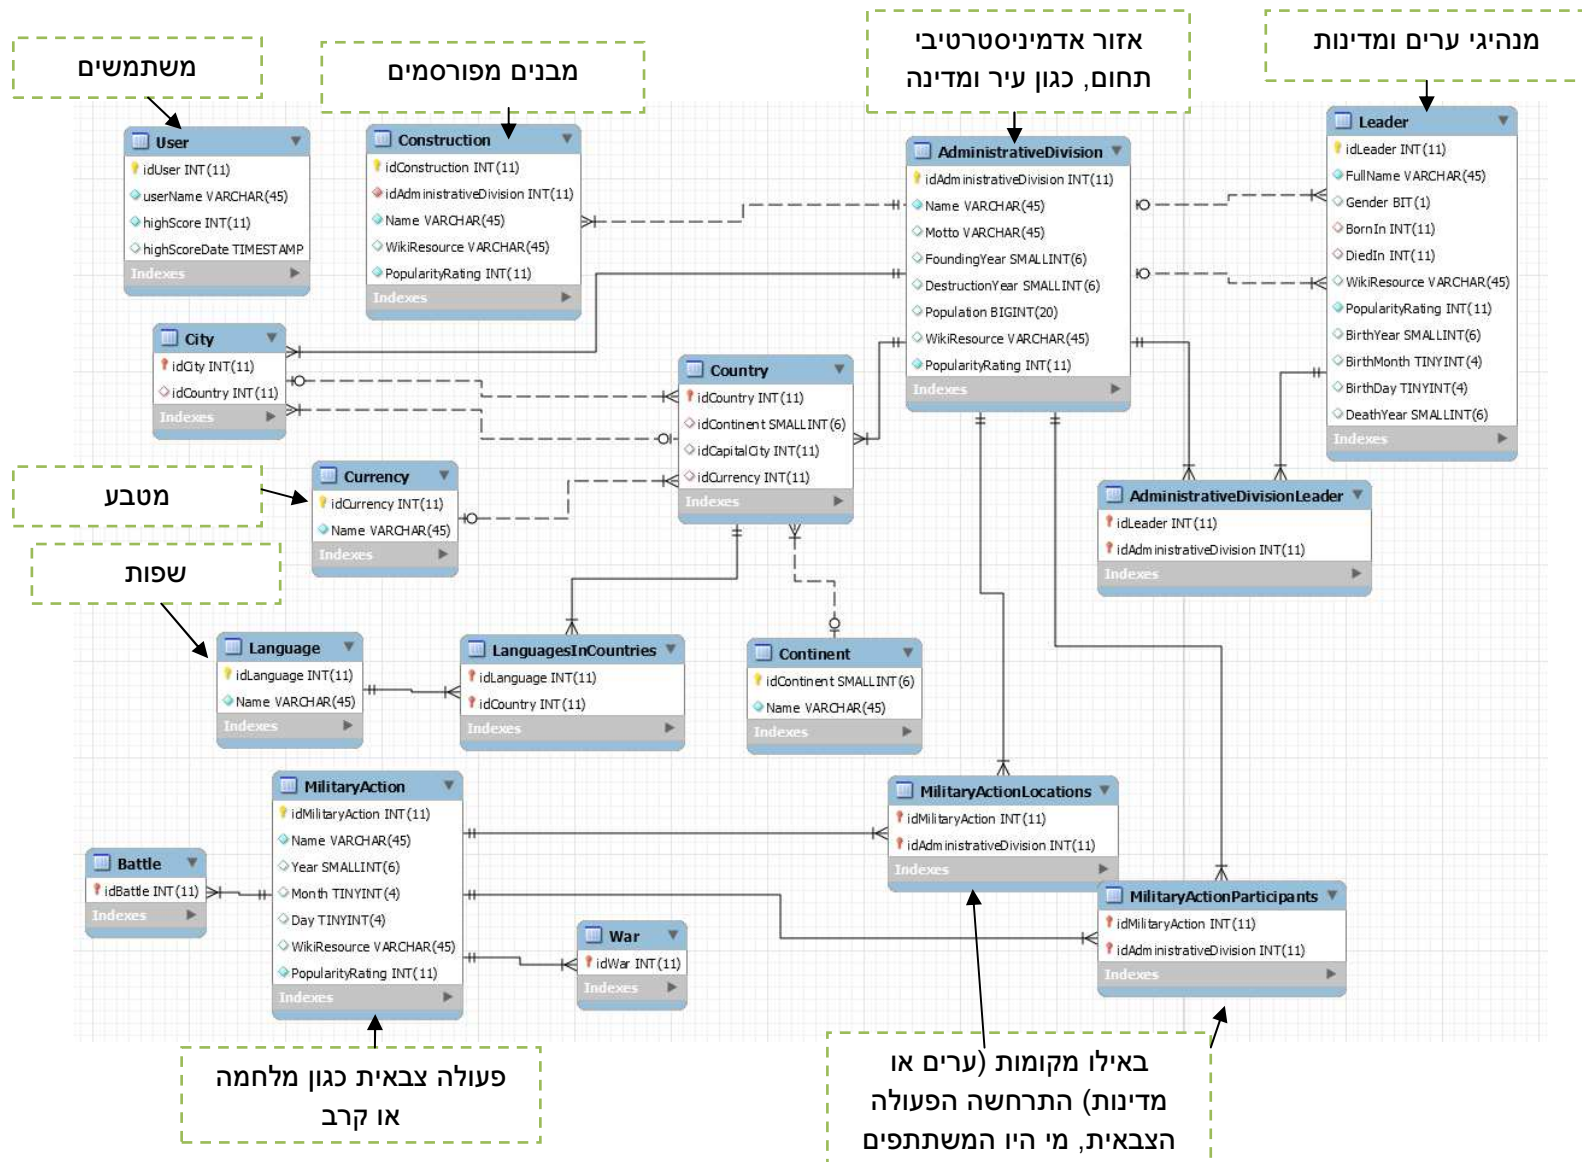 משתמשים
מבנים מפורסמים
אזור אדמיניסטרטיבי
תחום, כגון עיר ומדינה
מנהיגי ערים ומדינות
User
idUser INT(11)
userName VARCHAR(45)
highScore INT(11)
highScoreDate TIMESTAMP
Indexes
Construction
idConstruction INT(11)
idAdministrativeDivision INT(11)
Name VARCHAR(45)
WikiResource VARCHAR(45)
PopularityRating INT(11)
Indexes
AdministrativeDivision
idAdministrativeDivision INT(11)
Name VARCHAR(45)
Motto VARCHAR(45)
FoundingYear SMALLINT(6)
DestructionYear SMALLINT(6)
Population BIGINT(20)
WikiResource VARCHAR(45)
PopularityRating INT(11)
Indexes
Leader
idLeader INT(11)
FullName VARCHAR(45)
Gender BIT(1)
BornIn INT(11)
DiedIn INT(11)
WikiResource VARCHAR(45)
PopularityRating INT(11)
BirthYear SMALLINT(6)
BirthMonth TINYINT(4)
BirthDay TINYINT(4)
DeathYear SMALLINT(6)
Indexes
City
idCity INT(11)
idCountry INT(11)
Indexes
Country
idCountry INT(11)
idContinent SMALLINT(6)
idCapitalCity INT(11)
idCurrency INT(11)
Indexes
מטבע
Currency
idCurrency INT(11)
Name VARCHAR(45)
Indexes
AdministrativeDivisionLeader
idLeader INT(11)
idAdministrativeDivision INT(11)
Indexes
שפות
Language
idLanguage INT(11)
Name VARCHAR(45)
Indexes
LanguagesInCountries
idLanguage INT(11)
idCountry INT(11)
Indexes
Continent
idContinent SMALLINT(6)
Name VARCHAR(45)
Indexes
MilitaryAction
idMilitaryAction INT(11)
Name VARCHAR(45)
Year SMALLINT(6)
Month TINYINT(4)
Day TINYINT(4)
WikiResource VARCHAR(45)
PopularityRating INT(11)
Indexes
MilitaryActionLocations
idMilitaryAction INT(11)
idAdministrativeDivision INT(11)
Indexes
Battle
idBattle INT(11)
Indexes
War
idWar INT(11)
Indexes
MilitaryActionParticipants
idMilitaryAction INT(11)
idAdministrativeDivision INT(11)
Indexes
פעולה צבאית כגון מלחמה
או קרב
באילו מקומות (ערים או
מדינות) התרחשה הפעולה
הצבאית, מי היו המשתתפים